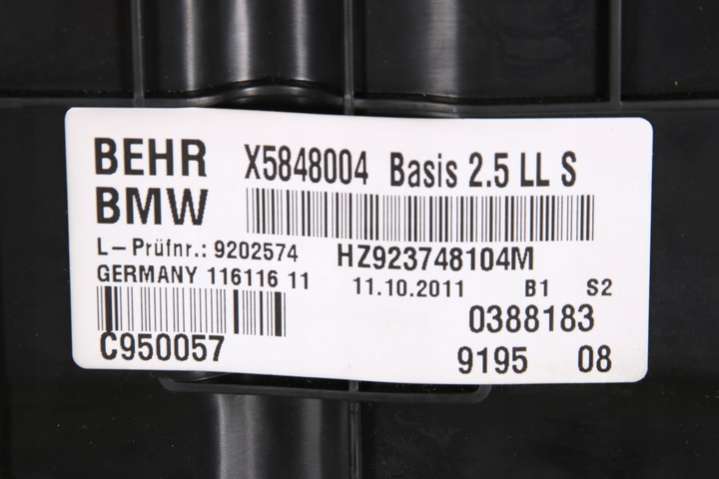 BEHR X5848004 Basis 2.5 LL S
BMW
L-Prüfnr.: 9202574 HZ923748104M
GERMANY 116116 11 11.10.2011 B1 S2
0388183
C950057 9195 08